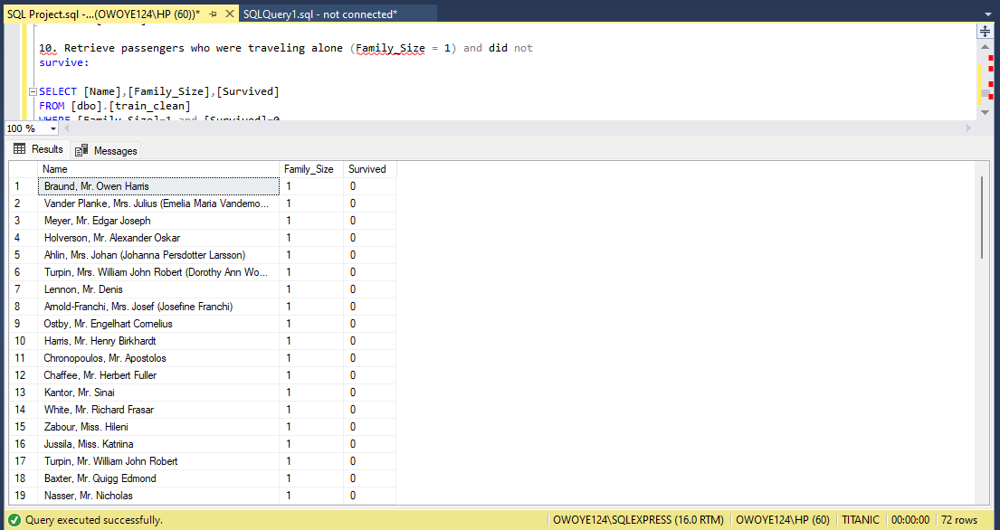 SQL Project.sql -...(OWOYE124\HP (60))*
SQLQuery1.sql - not connected*
10. Retrieve passengers who were traveling alone (Family_Size = 1) and did not
survive:
SELECT [Name],[Family_Size],[Survived]
FROM [dbo].[train_clean]
WHERE [Family_Size]=1 and [Survived]=0
100 %
Results
Messages
Name Family_Size Survived
1 Braund, Mr. Owen Harris 1 0
2 Vander Planke, Mrs. Julius (Emelia Maria Vandemo... 1 0
3 Meyer, Mr. Edgar Joseph 1 0
4 Holverson, Mr. Alexander Oskar 1 0
5 Ahlin, Mrs. Johan (Johanna Persdotter Larsson) 1 0
6 Turpin, Mrs. William John Robert (Dorothy Ann Wo... 1 0
7 Lennon, Mr. Denis 1 0
8 Arnold-Franchi, Mrs. Josef (Josefine Franchi) 1 0
9 Ostby, Mr. Engelhart Cornelius 1 0
10 Harris, Mr. Henry Birkhardt 1 0
11 Chronopoulos, Mr. Apostolos 1 0
12 Chaffee, Mr. Herbert Fuller 1 0
13 Kantor, Mr. Sinai 1 0
14 White, Mr. Richard Frasar 1 0
15 Zabour, Miss. Hileni 1 0
16 Jussila, Miss. Katriina 1 0
17 Turpin, Mr. William John Robert 1 0
18 Baxter, Mr. Quigg Edmond 1 0
19 Nasser, Mr. Nicholas 1 0
Query executed successfully.
OWOYE124\SQLEXPRESS (16.0 RTM)
OWOYE124\HP (60)
TITANIC
00:00:00
72 rows